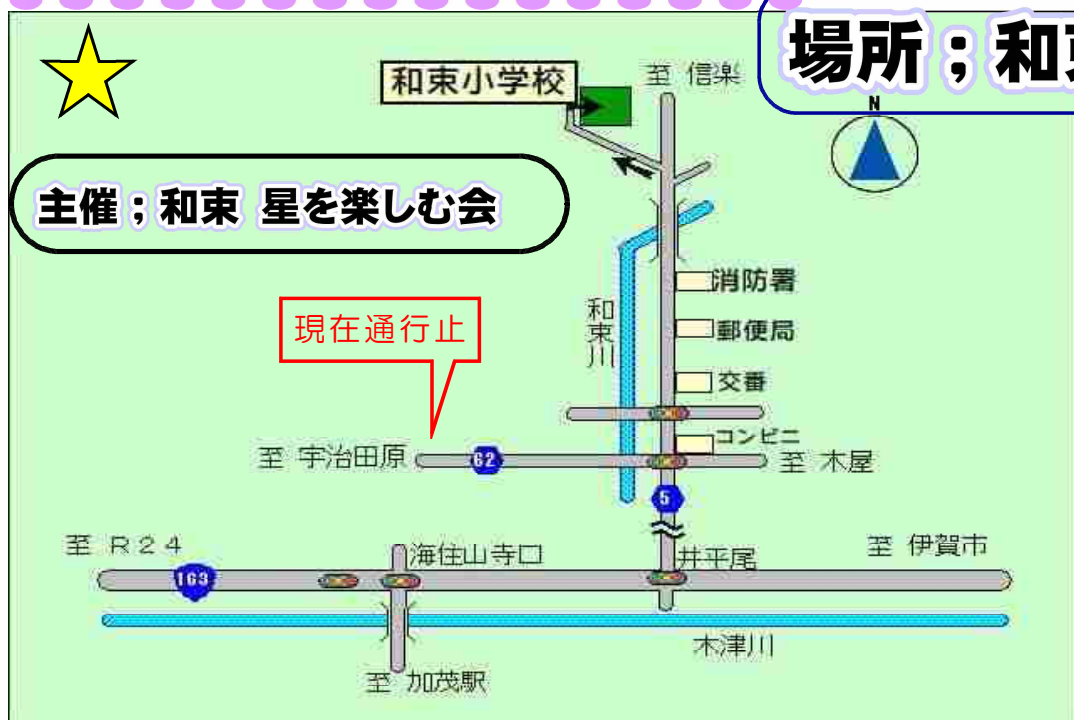 場所；和
和束小学校
至 信楽
N
主催；和束 星を楽しむ会
消防署
現在通行止
和束川
郵便局
交番
コンビニ
至 宇治田原
62
至 木屋
5
至 R24
海住山寺口
井平尾
至 伊賀市
163
木津川
至 加茂駅